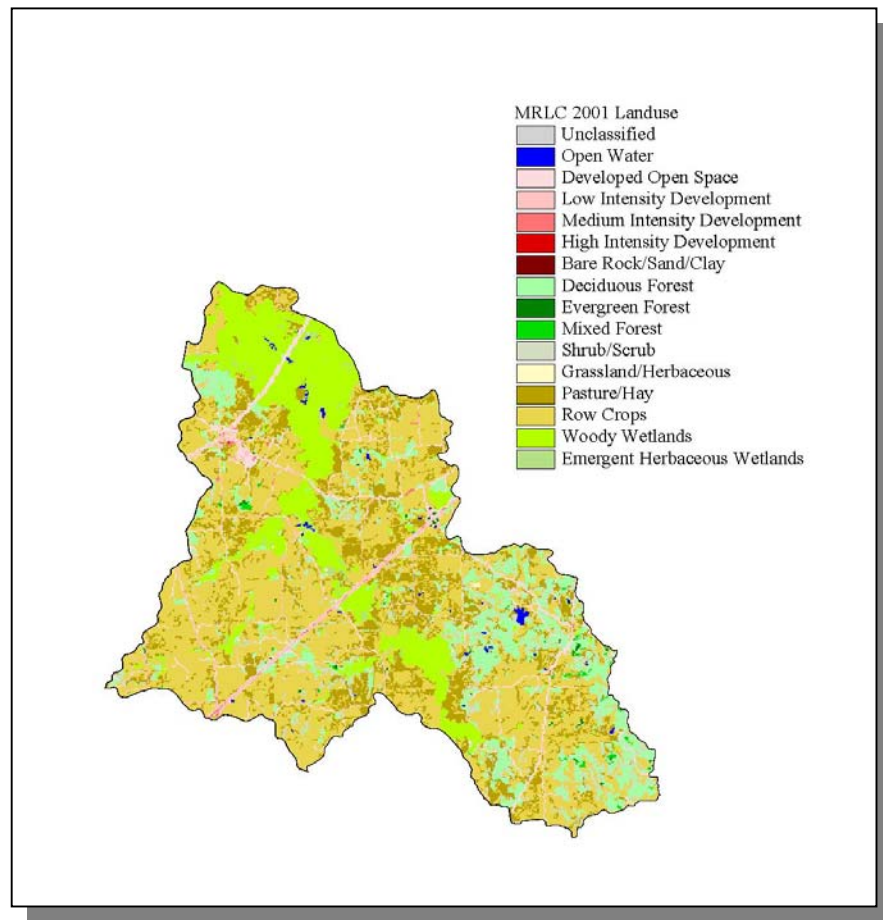 MRLC 2001 Landuse
Unclassified
Open Water
Developed Open Space
Low Intensity Development
Medium Intensity Development
High Intensity Development
Bare Rock/Sand/Clay
Deciduous Forest
Evergreen Forest
Mixed Forest
Shrub/Scrub
Grassland/Herbaceous
Pasture/Hay
Row Crops
Woody Wetlands
Emergent Herbaceous Wetlands